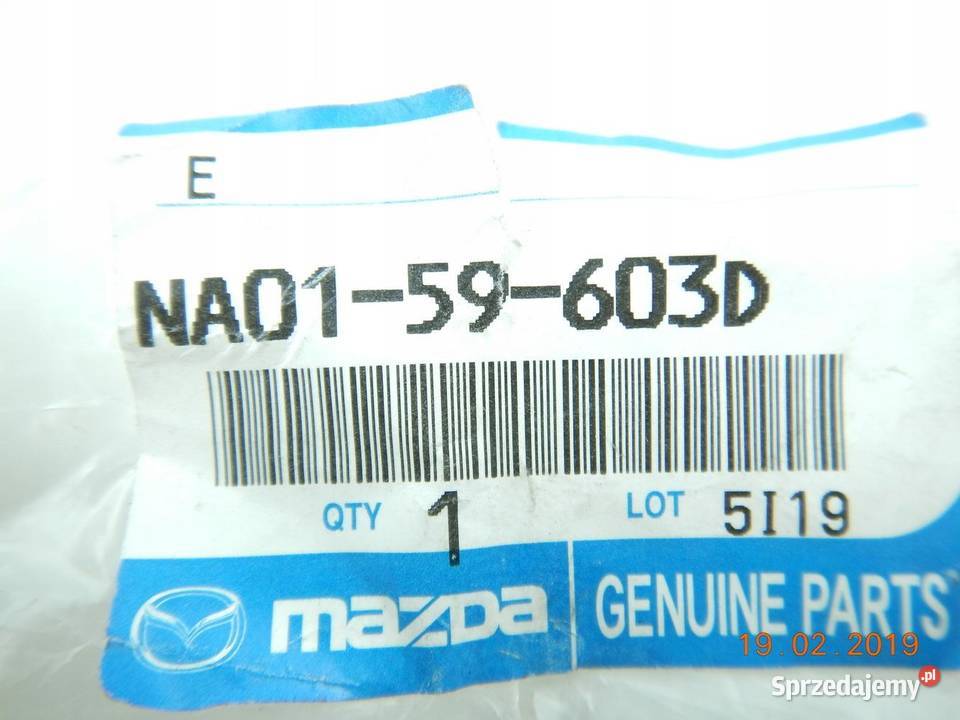 E
NA01-59-603D
QTY 1 LOT 5I19
mazda GENUINE PARTS
19.02.2019
Sprzedajemy.pl